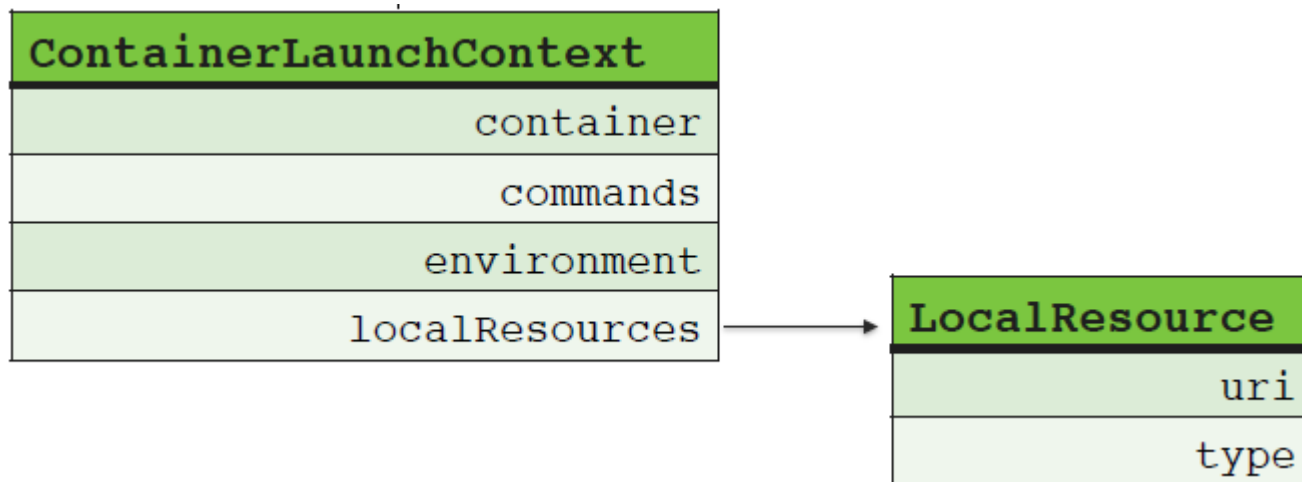 ContainerLaunchContext
container
commands
environment
localResources
LocalResource
uri
type